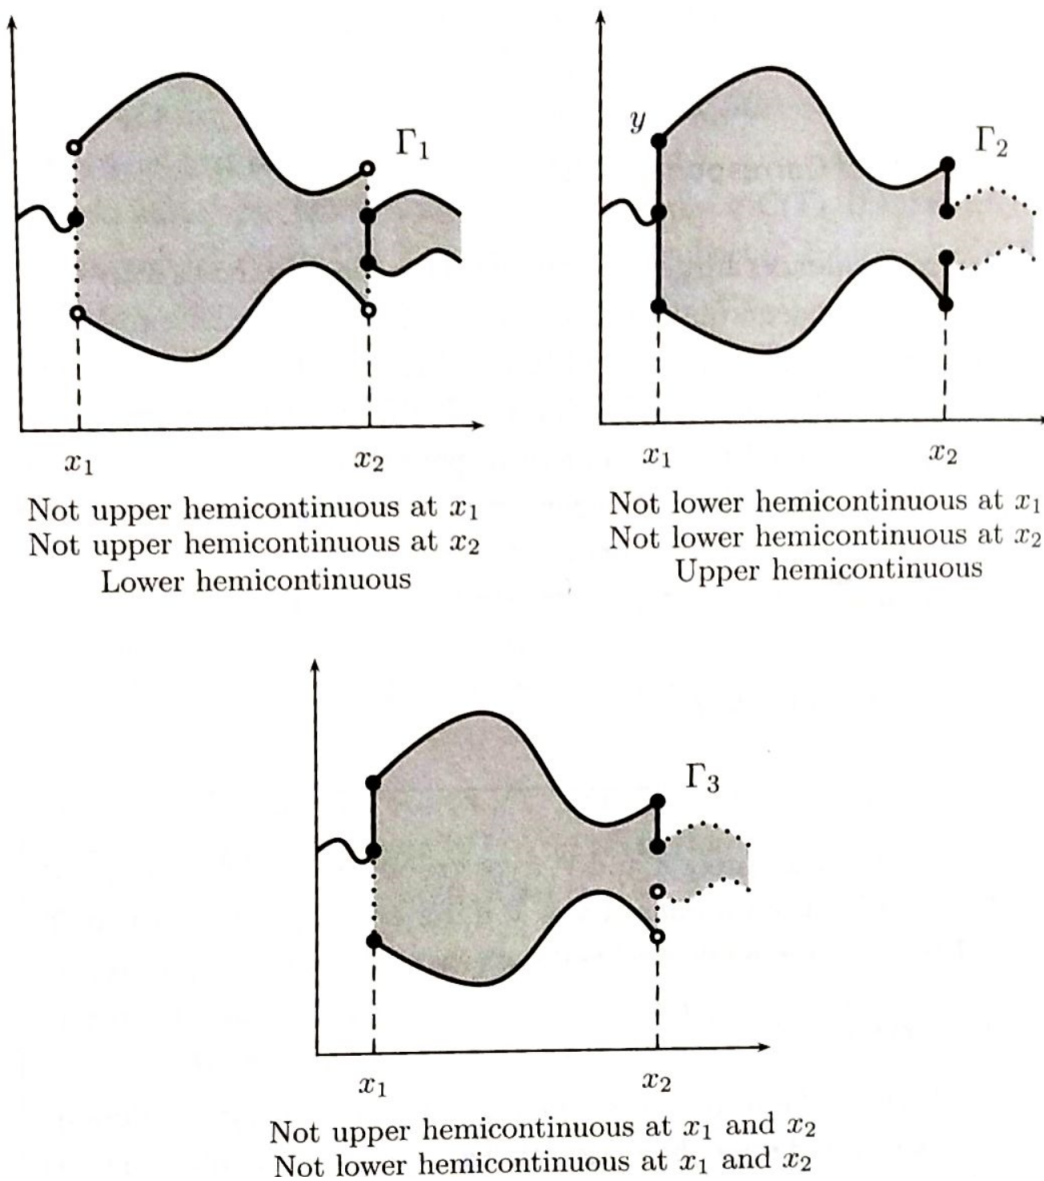 Γ₁
x₁ x₂
Not upper hemicontinuous at x₁
Not upper hemicontinuous at x₂
Lower hemicontinuous
y
Γ₂
x₁ x₂
Not lower hemicontinuous at x₁
Not lower hemicontinuous at x₂
Upper hemicontinuous
Γ₃
x₁ x₂
Not upper hemicontinuous at x₁ and x₂
Not lower hemicontinuous at x₁ and x₂